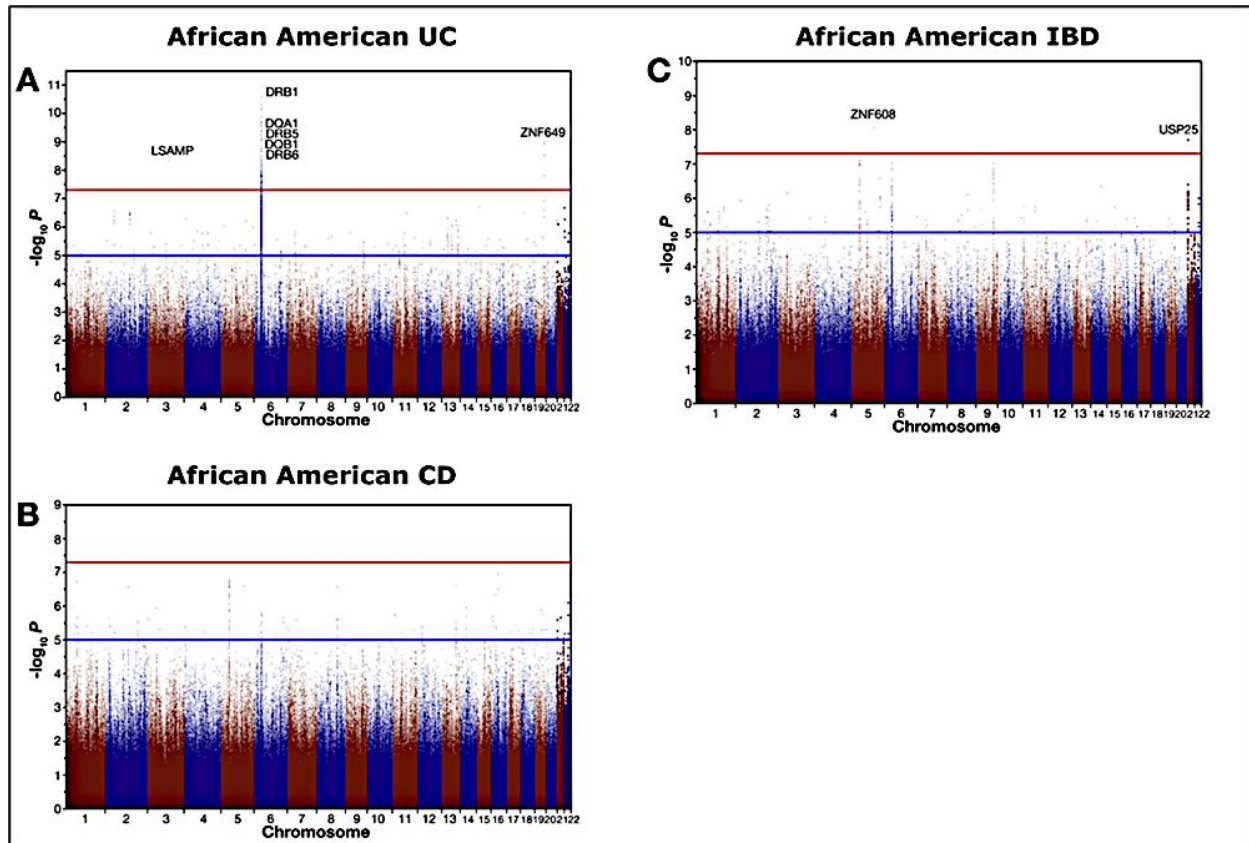 African American UC
A
11
10
9
8
7
6
5
4
3
2
1
0
-log10 P
DRB1
DQA1
DRB5
DQB1
DRB6
LSAMP
ZNF649
1 2 3 4 5 6 7 8 9 10 11 12 13 14 15 16 17 18 19 20 21 22
Chromosome
African American IBD
C
10
9
8
7
6
5
4
3
2
1
0
-log10 P
ZNF608
USP25
1 2 3 4 5 6 7 8 9 10 11 12 13 14 15 16 17 18 19 20 21 22
Chromosome
African American CD
B
9
8
7
6
5
4
3
2
1
0
-log10 P
1 2 3 4 5 6 7 8 9 10 11 12 13 14 15 16 17 18 19 20 21 22
Chromosome